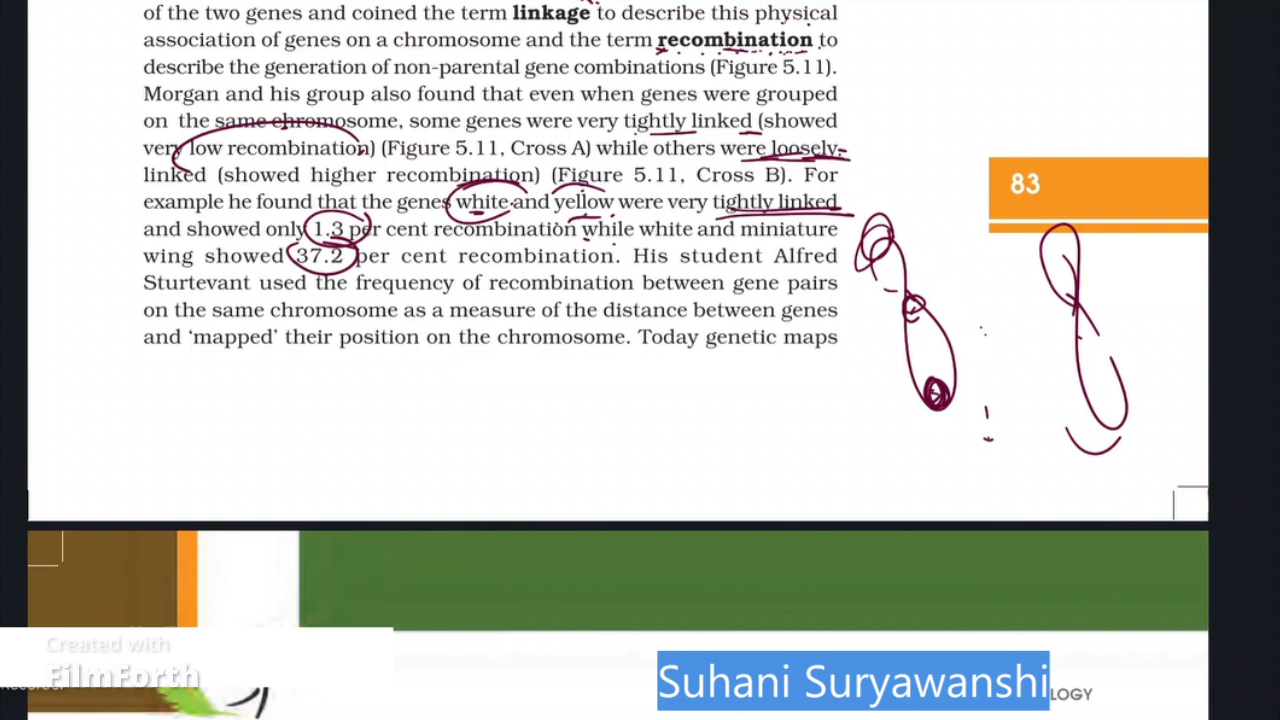 of the two genes and coined the term linkage to describe this physical
association of genes on a chromosome and the term recombination to
describe the generation of non-parental gene combinations (Figure 5.11).
Morgan and his group also found that even when genes were grouped
on the same chromosome, some genes were very tightly linked (showed
very low recombination) (Figure 5.11, Cross A) while others were loosely
linked (showed higher recombination) (Figure 5.11, Cross B). For
example he found that the genes white and yellow were very tightly linked
and showed only 1.3 per cent recombination while white and miniature
wing showed 37.2 per cent recombination. His student Alfred
Sturtevant used the frequency of recombination between gene pairs
on the same chromosome as a measure of the distance between genes
and ‘mapped’ their position on the chromosome. Today genetic maps
83
Created with
FilmForth
Suhani Suryawanshi
LOGY